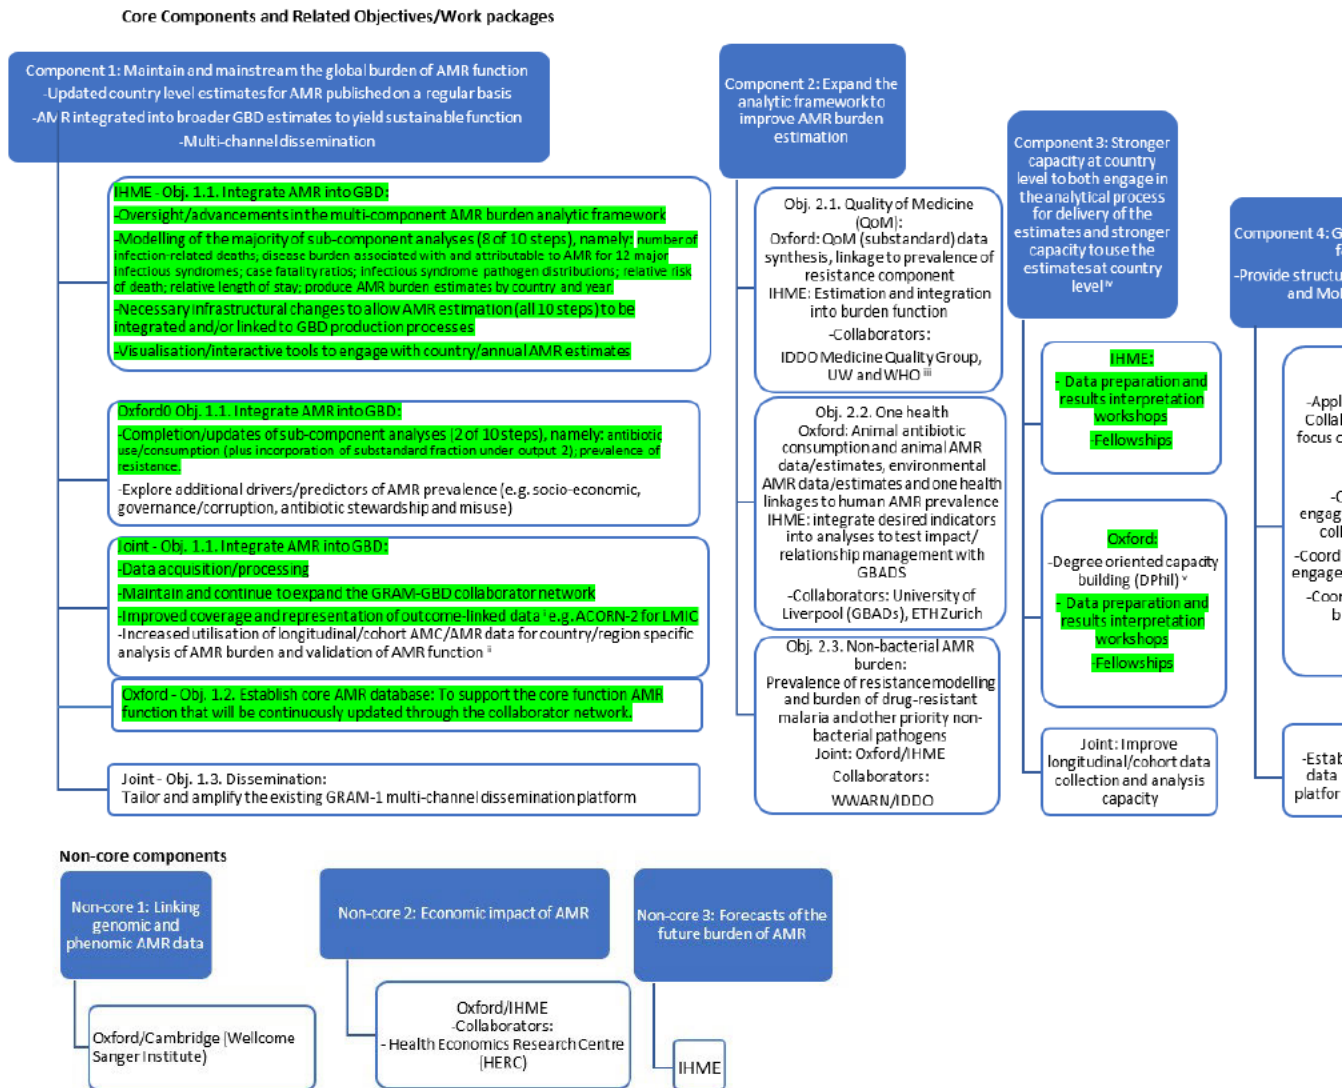 Core Components and Related Objectives/Work packages
Component 1: Maintain and mainstream the global burden of AMR function
-Updated country level estimates for AMR published on a regular basis
-AMR integrated into broader GBD estimates to yield sustainable function
-Multi-channel dissemination
IHME - Obj. 1.1. Integrate AMR into GBD:
-Oversight/advancements in the multi-component AMR burden analytic framework
-Modelling of the majority of sub-component analyses (8 of 10 steps), namely: number of
infection-related deaths; disease burden associated with and attributable to AMR for 12 major
infectious syndromes; case fatality ratios; infectious syndrome pathogen distributions; relative risk
of death; relative length of stay; produce AMR burden estimates by country and year.
-Necessary infrastructural changes to allow AMR estimation (all 10 steps) to be
integrated and/or linked to GBD production processes
-Visualisation/interactive tools to engage with country/annual AMR estimates
Oxford0 Obj. 1.1. Integrate AMR into GBD:
-Completion/updates of sub-component analyses (2 of 10 steps), namely: antibiotic
use/consumption (plus incorporation of substandard fraction under output 2); prevalence of
resistance.
-Explore additional drivers/predictors of AMR prevalence (e.g. socio-economic,
governance/corruption, antibiotic stewardship and misuse)
Joint - Obj. 1.1. Integrate AMR into GBD:
-Data acquisition/processing
-Maintain and continue to expand the GRAM-GBD collaborator network
-Improved coverage and representation of outcome-linked data i e.g. ACORN-2 for LMIC
-Increased utilisation of longitudinal/cohort AMC/AMR data for country/region specific
analysis of AMR burden and validation of AMR function ii
Oxford - Obj. 1.2. Establish core AMR database: To support the core function AMR
function that will be continuously updated through the collaborator network.
Joint - Obj. 1.3. Dissemination:
Tailor and amplify the existing GRAM-1 multi-channel dissemination platform
Component 2: Expand the
analytic framework to
improve AMR burden
estimation
Obj. 2.1. Quality of Medicine
(QoM):
Oxford: QoM (substandard) data
synthesis, linkage to prevalence of
resistance component
IHME: Estimation and integration
into burden function
-Collaborators:
IDDO Medicine Quality Group,
UW and WHO iii
Obj. 2.2. One health
Oxford: Animal antibiotic
consumption and animal AMR
data/estimates, environmental
AMR data/estimates and one health
linkages to human AMR prevalence
IHME: integrate desired indicators
into analyses to test impact/
relationship management with
GBADS
-Collaborators: University of
Liverpool (GBADs), ETH Zurich
Obj. 2.3. Non-bacterial AMR
burden:
Prevalence of resistance modelling
and burden of drug-resistant
malaria and other priority non-
bacterial pathogens
Joint: Oxford/IHME
Collaborators:
WWARN/IDDO
Component 3: Stronger
capacity at country
level to both engage in
the analytical process
for delivery of the
estimates and stronger
capacity to use the
estimates at country
level iv
IHME:
- Data preparation and
results interpretation
workshops
-Fellowships
Oxford:
-Degree oriented capacity
building (DPhil) v
- Data preparation and
results interpretation
workshops
-Fellowships
Joint: Improve
longitudinal/cohort data
collection and analysis
capacity
Component 4: G
fa
-Provide structu
and Mol
-Appl
Collab
focus o
-C
engag
coll
-Coord
engage
-Coor
b
-Estab
data
platfor
Non-core components
Non-core 1: Linking
genomic and
phenomic AMR data
Oxford/Cambridge (Wellcome
Sanger Institute)
Non-core 2: Economic impact of AMR
Oxford/IHME
-Collaborators:
- Health Economics Research Centre
(HERC)
Non-core 3: Forecasts of the
future burden of AMR
IHME